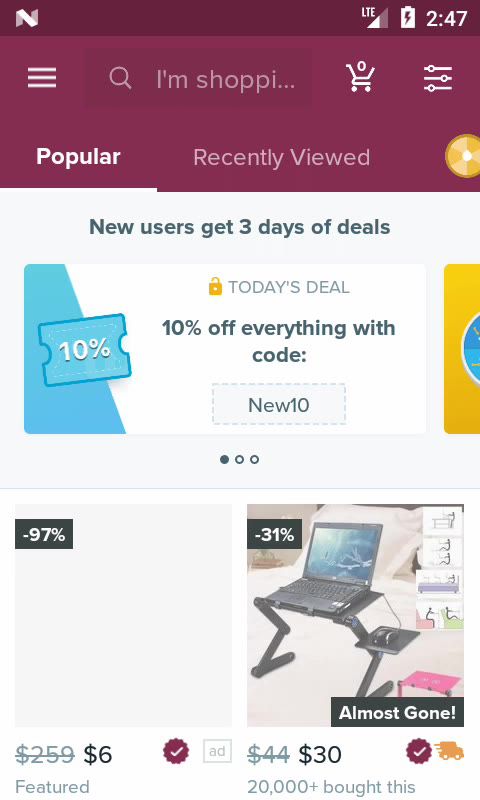 LTE 2:47
I'm shoppi...
0
Popular
Recently Viewed
New users get 3 days of deals
TODAY'S DEAL
10%
10% off everything with
code:
New10
-97%
-31%
Almost Gone!
$259 $6
ad
$44 $30
Featured
20,000+ bought this